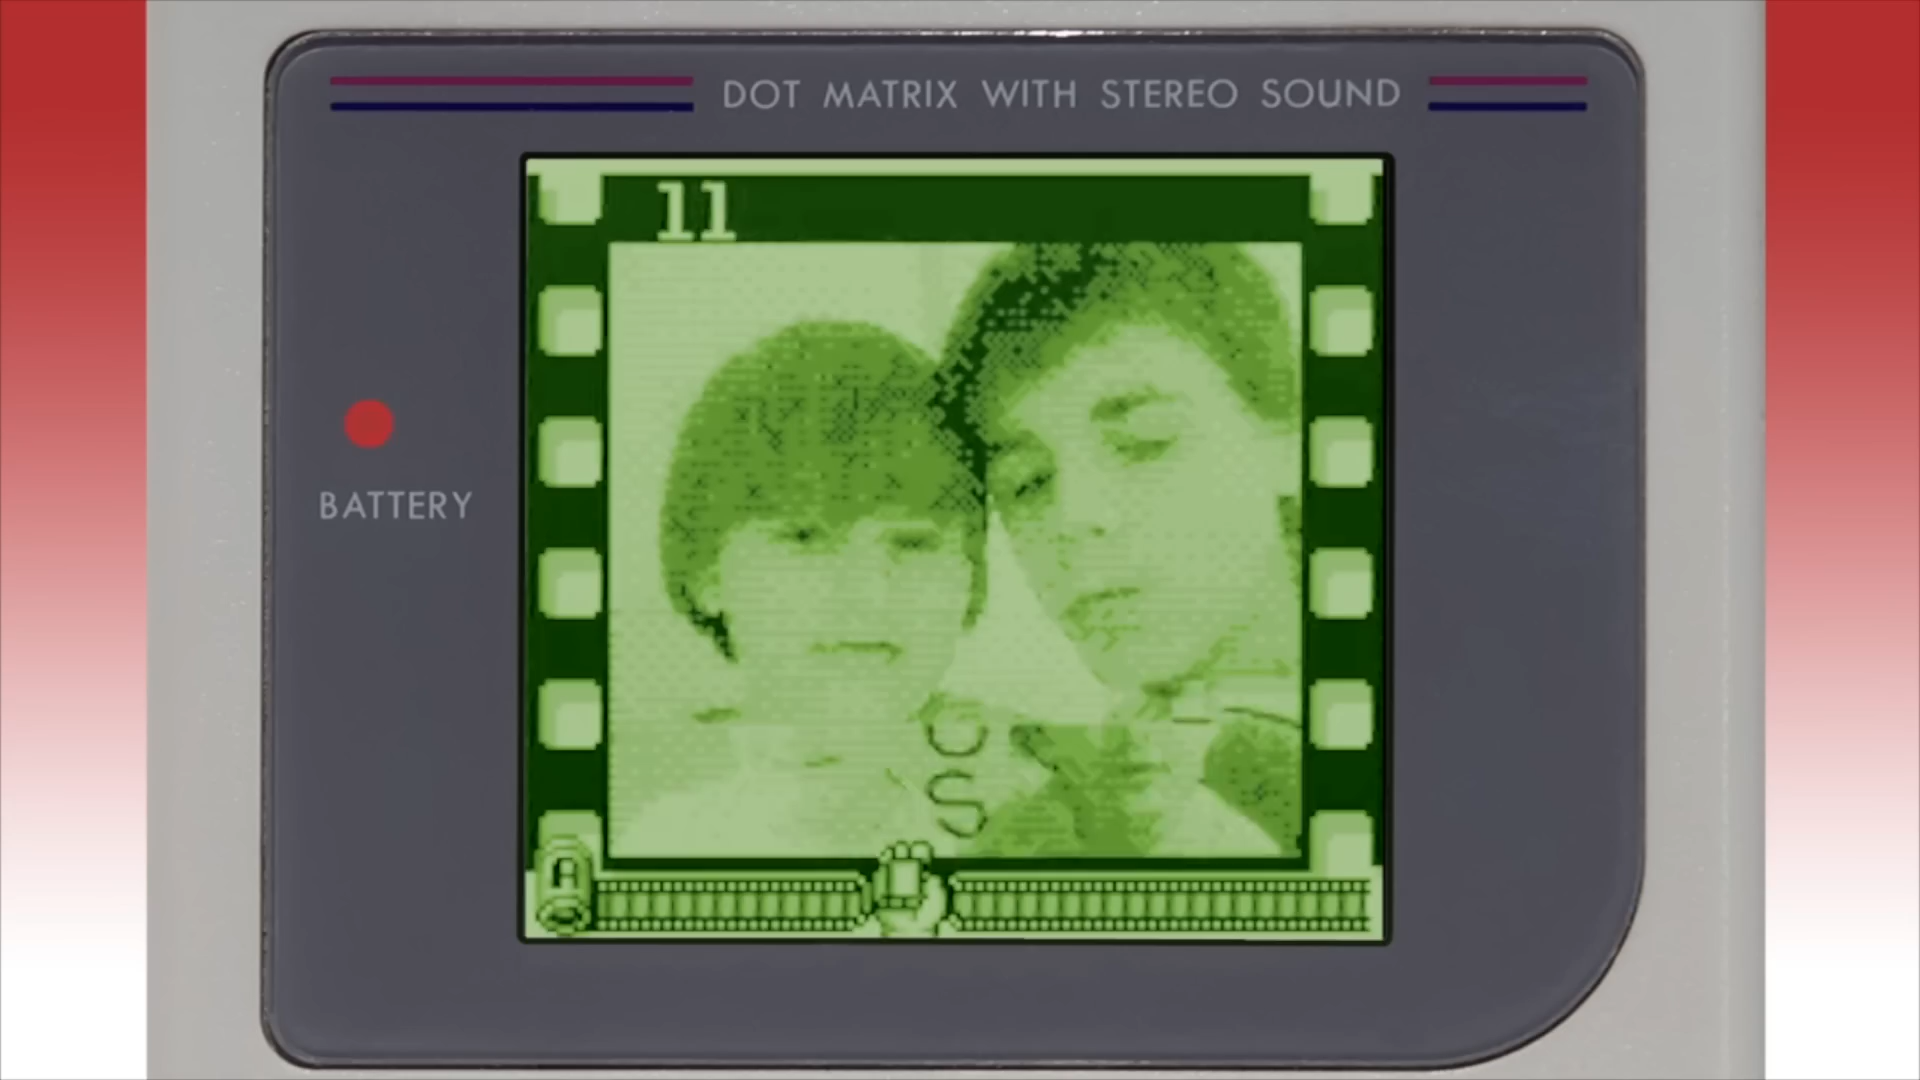 DOT MATRIX WITH STEREO SOUND
11
BATTERY
G
S
A